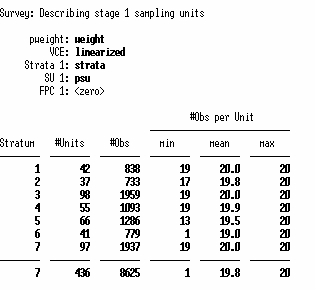 Survey: Describing stage 1 sampling units
pweight: weight
VCE: linearized
Strata 1: strata
SU 1: psu
FPC 1: <zero>
#Obs per Unit
Stratum #Units #Obs min mean max
1 42 838 19 20.0 20
2 37 733 17 19.8 20
3 98 1959 19 20.0 20
4 55 1093 19 19.9 20
5 66 1286 13 19.5 20
6 41 779 1 19.0 20
7 97 1937 19 20.0 20
7 436 8625 1 19.8 20